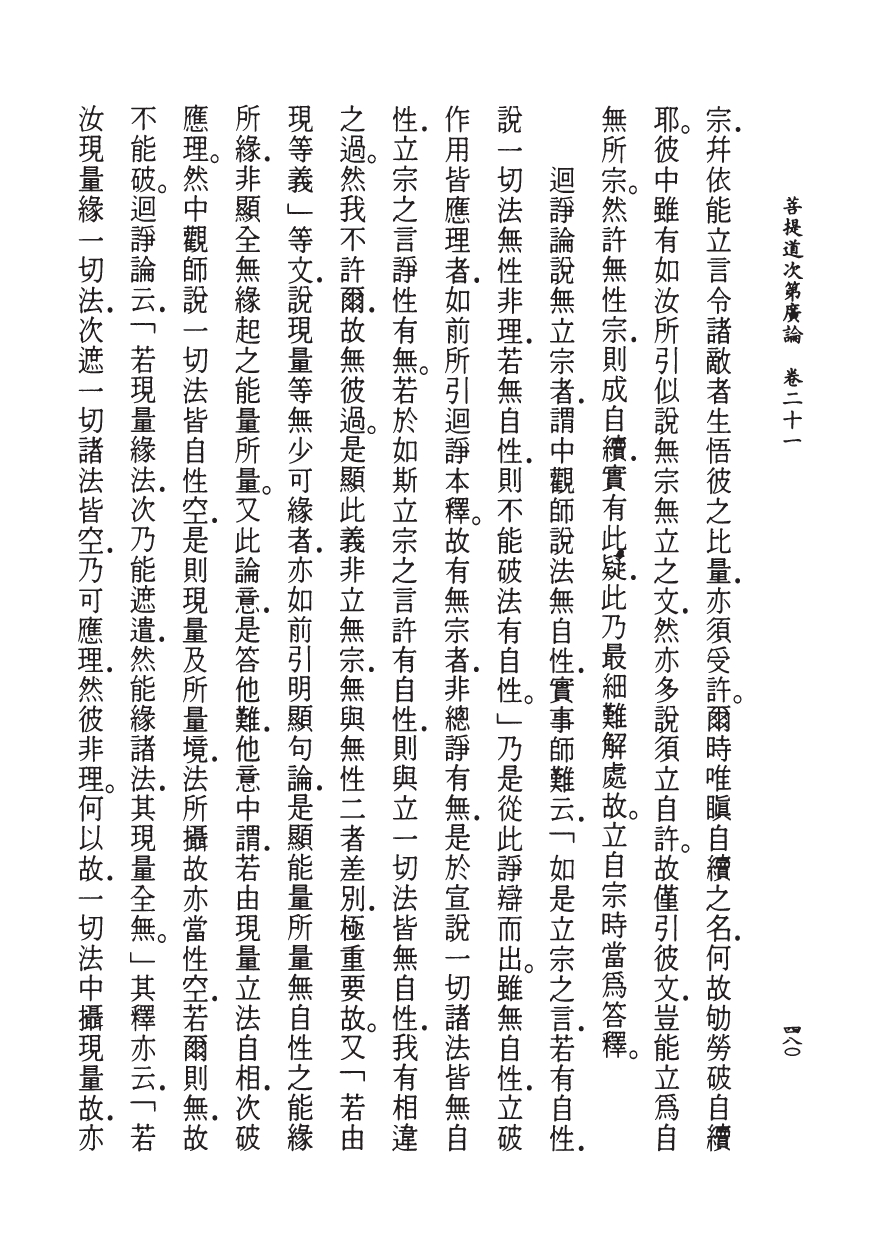 菩提道次第廣論　卷二十一
四八〇
宗．幷依能立言令諸敵者生悟彼之比量．亦須受許。爾時唯瞋自續之名．何故劬勞破自續
耶。彼中雖有如汝所引似說無宗無立之文．然亦多說須立自許。故僅引彼文．豈能立爲自
無所宗。然許無性宗．則成自續．實有此疑．此乃最細難解處故。立自宗時當爲答釋。
迴諍論說無立宗者．謂中觀師說法無自性．實事師難云．「如是立宗之言．若有自性．
說一切法無性非理．若無自性．則不能破法有自性。」乃是從此諍辯而出。雖無自性．立破
作用皆應理者．如前所引迴諍本釋。故有無宗者．非總諍有無．是於宣說一切諸法皆無自
性．立宗之言諍性有無。若於如斯立宗之言許有自性．則與立一切法皆無自性．我有相違
之過。然我不許爾．故無彼過。是顯此義非立無宗．無與無性二者差別．極重要故。又「若由
現等義」等文．說現量等無少可緣者．亦如前引明顯句論．是顯能量所量無自性之能緣
所緣．非顯全無緣起之能量所量。又此論意．是答他難．他意中謂．若由現量立法自相．次破
應理。然中觀師說一切法皆自性空．是則現量及所量境．法所攝故亦當性空．若爾則無．故
不能破。迴諍論云．「若現量緣法．次乃能遮遣．然能緣諸法．其現量全無。」其釋亦云．「若
汝現量緣一切法．次遮一切諸法皆空．乃可應理．然彼非理。何以故．一切法中攝現量故．亦